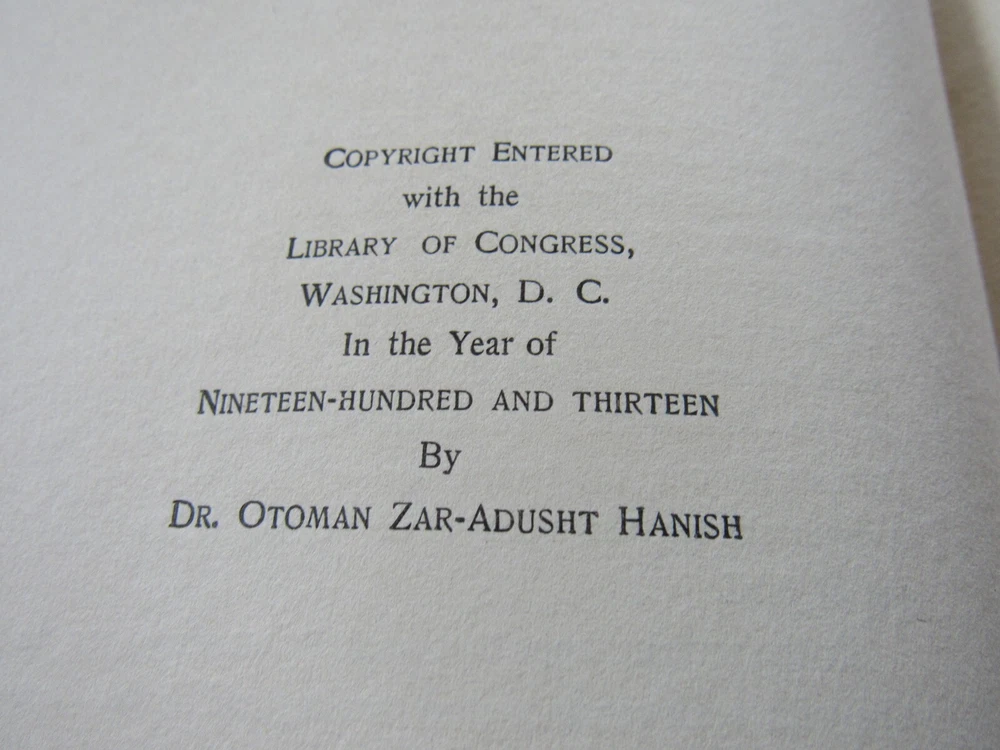 COPYRIGHT ENTERED
with the
LIBRARY OF CONGRESS,
WASHINGTON, D. C.
In the Year of
NINETEEN-HUNDRED AND THIRTEEN
By
DR. OTOMAN ZAR-ADUSHT HANISH